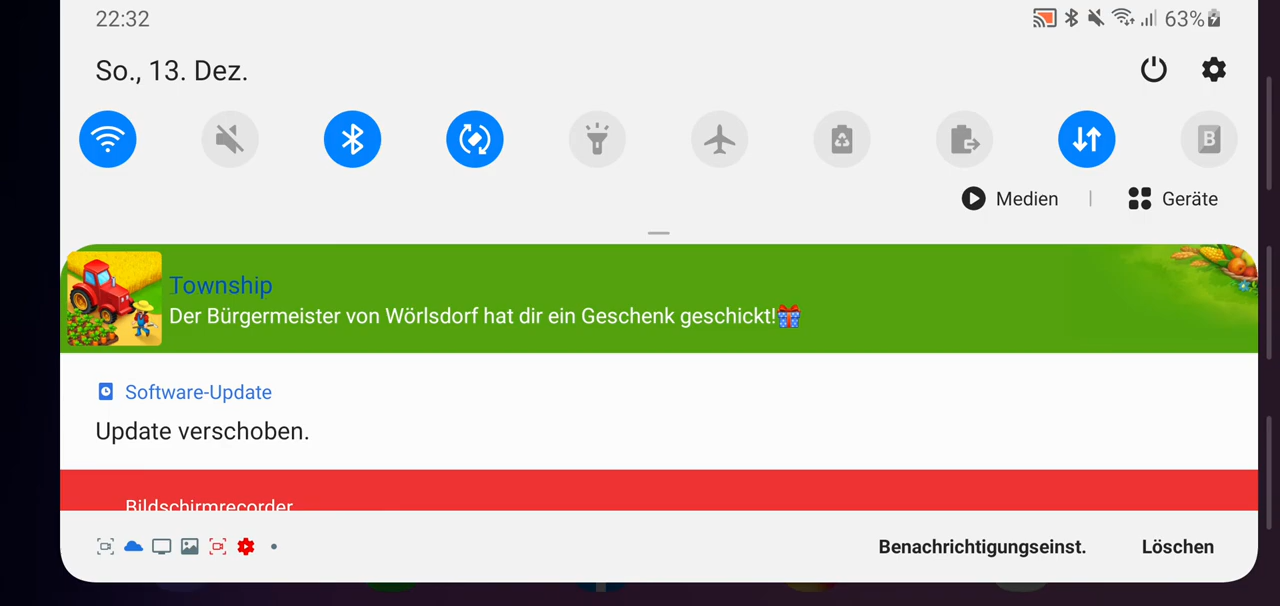 22:32
63%
So., 13. Dez.
B
Medien | Geräte
Township
Der Bürgermeister von Wörlsdorf hat dir ein Geschenk geschickt!🎁
Software-Update
Update verschoben.
Bildschirmrecorder
Benachrichtigungseinst. Löschen